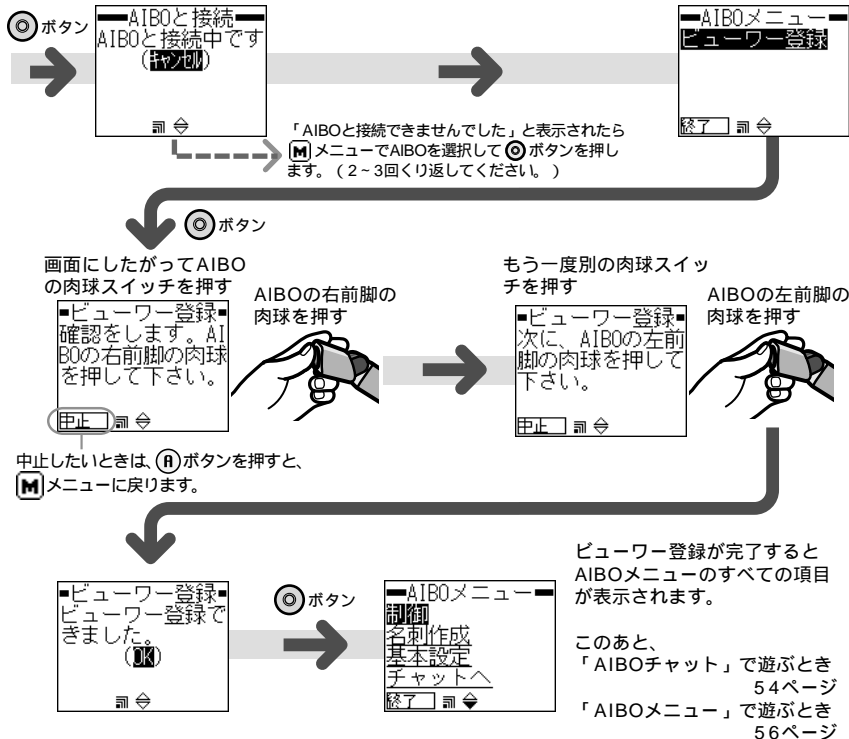 ボタン
AIBOと接続
AIBOと接続中です
(キャンセル)
「AIBOと接続できませんでした」と表示されたら
M メニューでAIBOを選択して ボタンを押し
ます。(2~3回くり返してください。)
AIBOメニュー
ビューワー登録
終了
ボタン
画面にしたがってAIBO
の肉球スイッチを押す
ビューワー登録
確認をします。AI
BOの右前脚の肉球
を押して下さい。
中止
AIBOの右前脚の
肉球を押す
中止したいときは、Aボタンを押すと、
Mメニューに戻ります。
もう一度別の肉球スイッ
チを押す
ビューワー登録
次に、AIBOの左前
脚の肉球を押して
下さい。
中止
AIBOの左前脚の
肉球を押す
ビューワー登録
ビューワー登録で
きました。
(OK)
ボタン
AIBOメニュー
制御
名刺作成
基本設定
チャットへ
終了
ビューワー登録が完了すると
AIBOメニューのすべての項目
が表示されます。
このあと、
「AIBOチャット」で遊ぶとき
54ページ
「AIBOメニュー」で遊ぶとき
56ページ